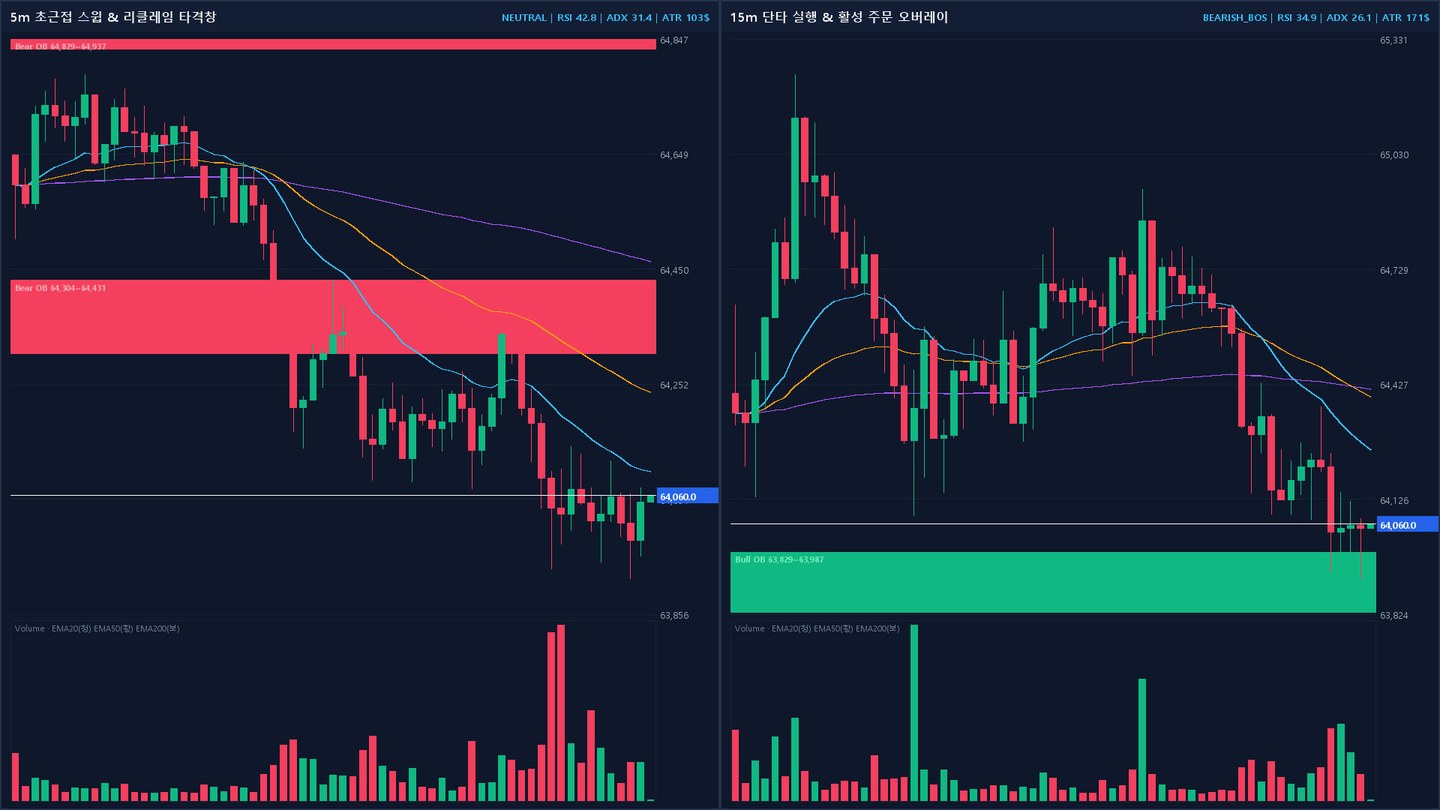 5m 초근접 스윕 & 리클레임 타격창
NEUTRAL | RSI 42.8 | ADX 31.4 | ATR 103$
Bear OB 64,829~64,937
64,847
64,649
64,450
Bear OB 64,304~64,431
64,252
64,060.0
63,856
Volume · EMA20(청) EMA50(황) EMA200(보)
15m 단타 실행 & 활성 주문 오버레이
BEARISH_BOS | RSI 34.9 | ADX 26.1 | ATR 171$
65,331
65,030
64,729
64,427
64,126
64,060.0
Bull OB 63,829~63,987
63,824
Volume · EMA20(청) EMA50(황) EMA200(보)